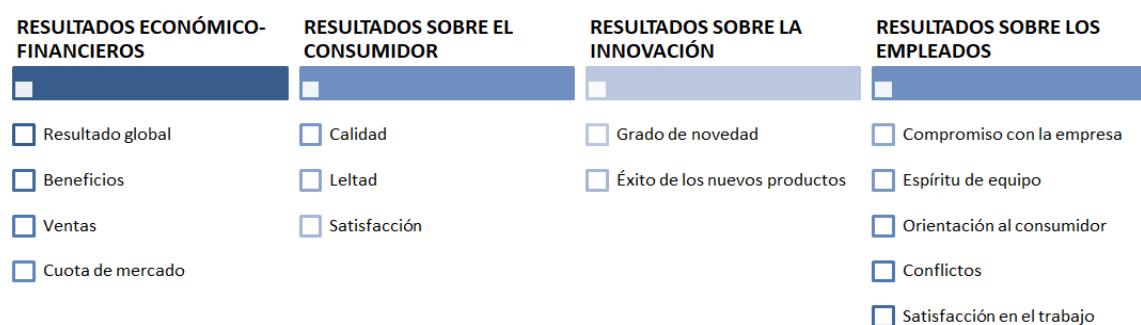 RESULTADOS ECONÓMICO-
FINANCIEROS
Resultado global
Beneficios
Ventas
Cuota de mercado
RESULTADOS SOBRE EL
CONSUMIDOR
Calidad
Leltad
Satisfacción
RESULTADOS SOBRE LA
INNOVACIÓN
Grado de novedad
Éxito de los nuevos productos
RESULTADOS SOBRE LOS
EMPLEADOS
Compromiso con la empresa
Espíritu de equipo
Orientación al consumidor
Conflictos
Satisfacción en el trabajo